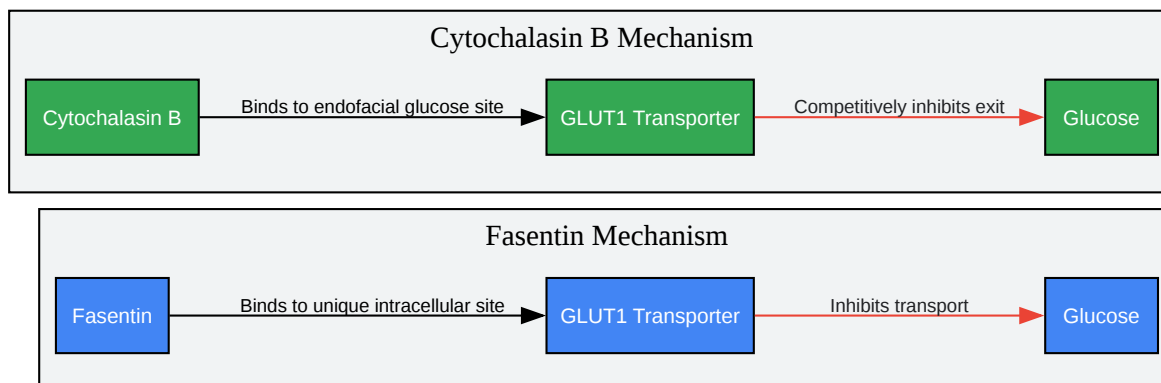 Cytochalasin B Mechanism
Cytochalasin B
Binds to endofacial glucose site
GLUT1 Transporter
Competitively inhibits exit
Glucose
Fasentin Mechanism
Fasentin
Binds to unique intracellular site
GLUT1 Transporter
Inhibits transport
Glucose